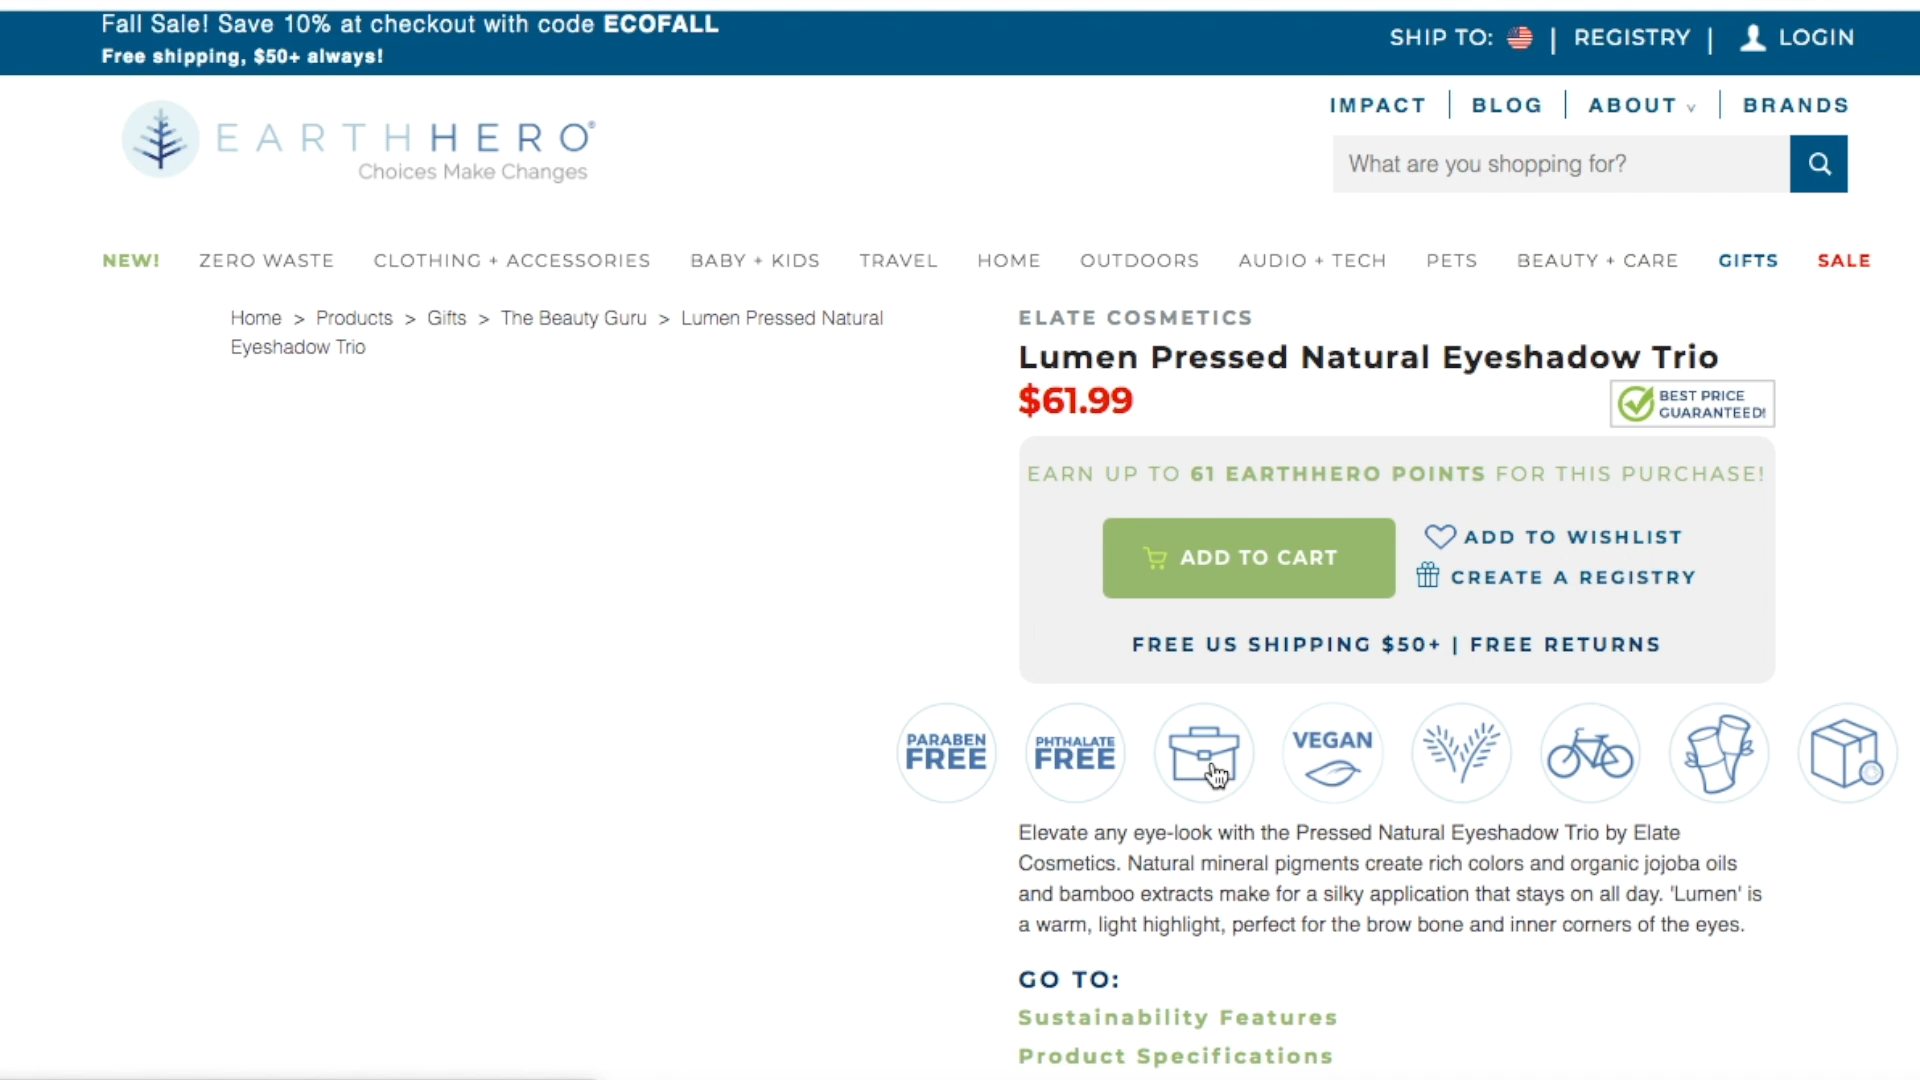 Fall Sale! Save 10% at checkout with code ECOFALL
Free shipping, $50+ always!
SHIP TO: | REGISTRY | LOGIN
EARTHHERO®
Choices Make Changes
IMPACT | BLOG | ABOUT v | BRANDS
What are you shopping for?
NEW! ZERO WASTE CLOTHING + ACCESSORIES BABY + KIDS TRAVEL HOME OUTDOORS AUDIO + TECH PETS BEAUTY + CARE GIFTS SALE
Home > Products > Gifts > The Beauty Guru > Lumen Pressed Natural
Eyeshadow Trio
ELATE COSMETICS
Lumen Pressed Natural Eyeshadow Trio
$61.99
BEST PRICE
GUARANTEED!
EARN UP TO 61 EARTHHERO POINTS FOR THIS PURCHASE!
ADD TO CART
ADD TO WISHLIST
CREATE A REGISTRY
FREE US SHIPPING $50+ | FREE RETURNS
PARABEN
FREE
PHTHALATE
FREE
VEGAN
Elevate any eye-look with the Pressed Natural Eyeshadow Trio by Elate
Cosmetics. Natural mineral pigments create rich colors and organic jojoba oils
and bamboo extracts make for a silky application that stays on all day. 'Lumen' is
a warm, light highlight, perfect for the brow bone and inner corners of the eyes.
GO TO:
Sustainability Features
Product Specifications